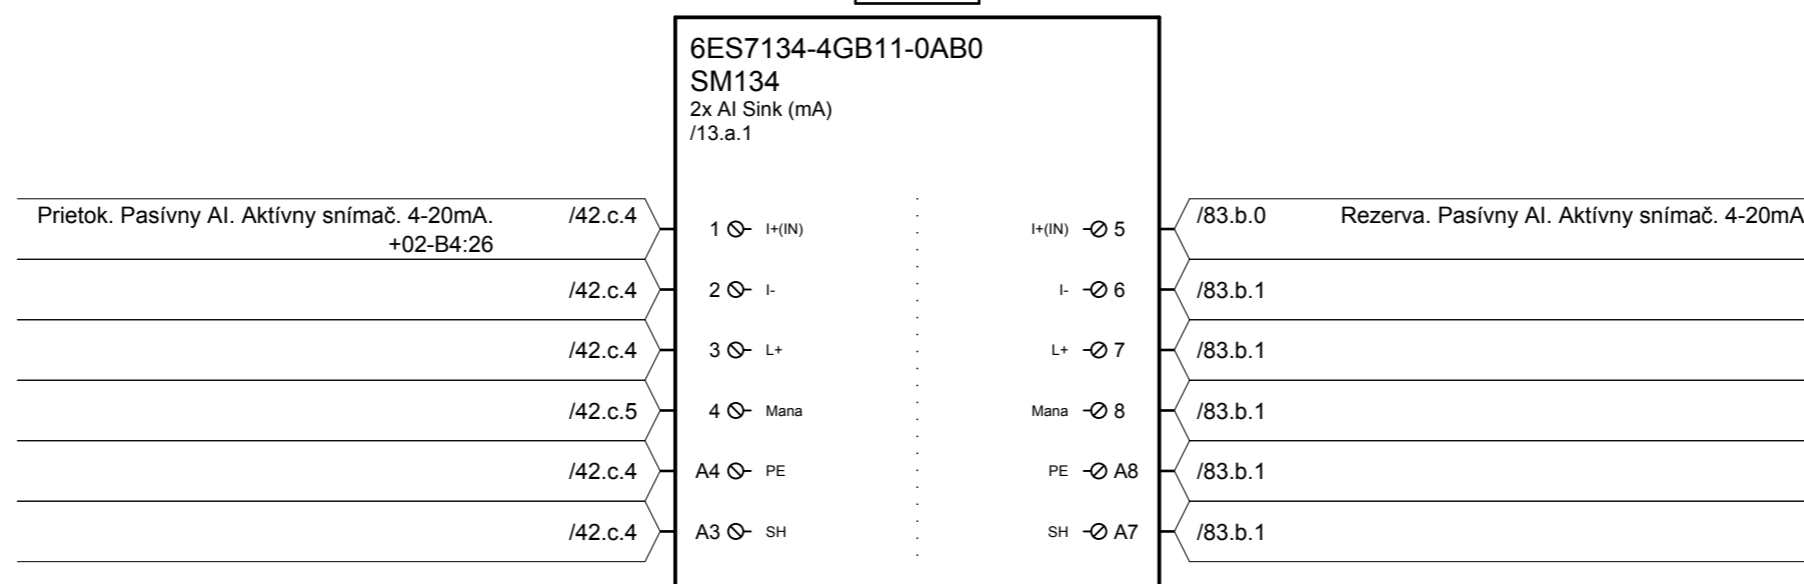 6ES7134-4GB11-0AB0
SM134
2x AI Sink (mA)
/13.a.1
Prietok. Pasívny AI. Aktívny snímač. 4-20mA. /42.c.4 1 I+(IN) I+(IN) 5 /83.b.0 Rezerva. Pasívny AI. Aktívny snímač. 4-20mA
+02-B4:26
/42.c.4 2 I- I- 6 /83.b.1
/42.c.4 3 L+ L+ 7 /83.b.1
/42.c.5 4 Mana Mana 8 /83.b.1
/42.c.4 A4 PE PE A8 /83.b.1
/42.c.4 A3 SH SH A7 /83.b.1